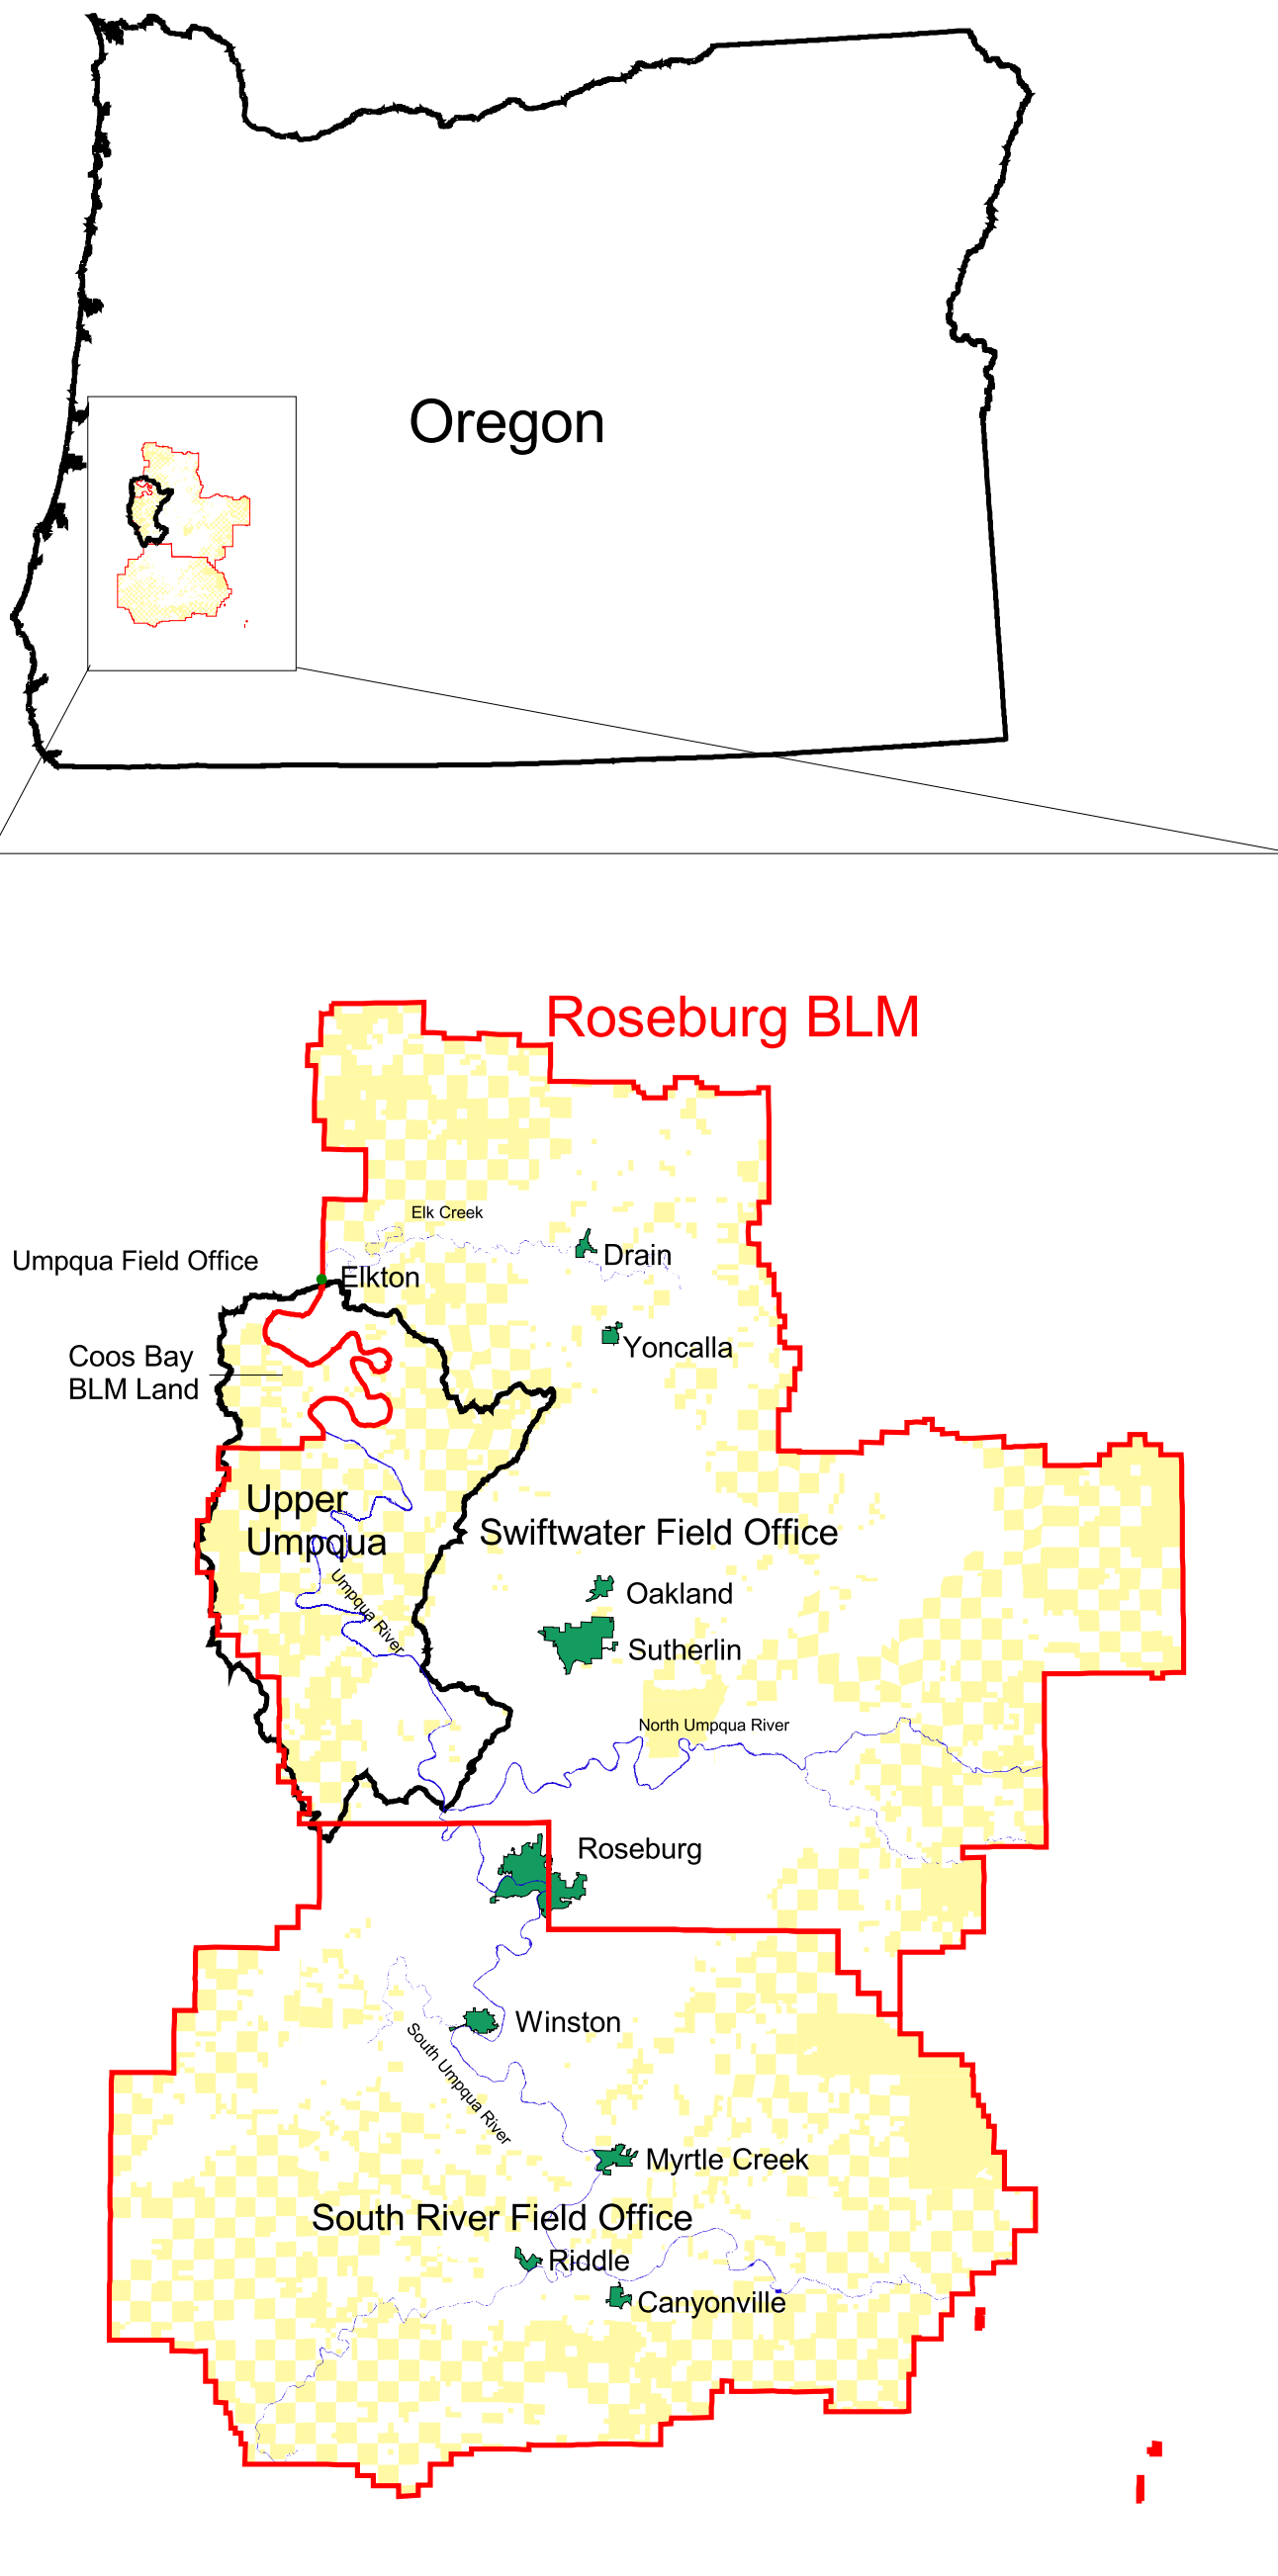 Oregon
Roseburg BLM
Elk Creek
Drain
Umpqua Field Office
Elkton
Yoncalla
Coos Bay
BLM Land
Upper
Umpqua
Swiftwater Field Office
Umpqua River
Oakland
Sutherlin
North Umpqua River
Roseburg
Winston
South Umpqua River
Myrtle Creek
South River Field Office
Riddle
Canyonville